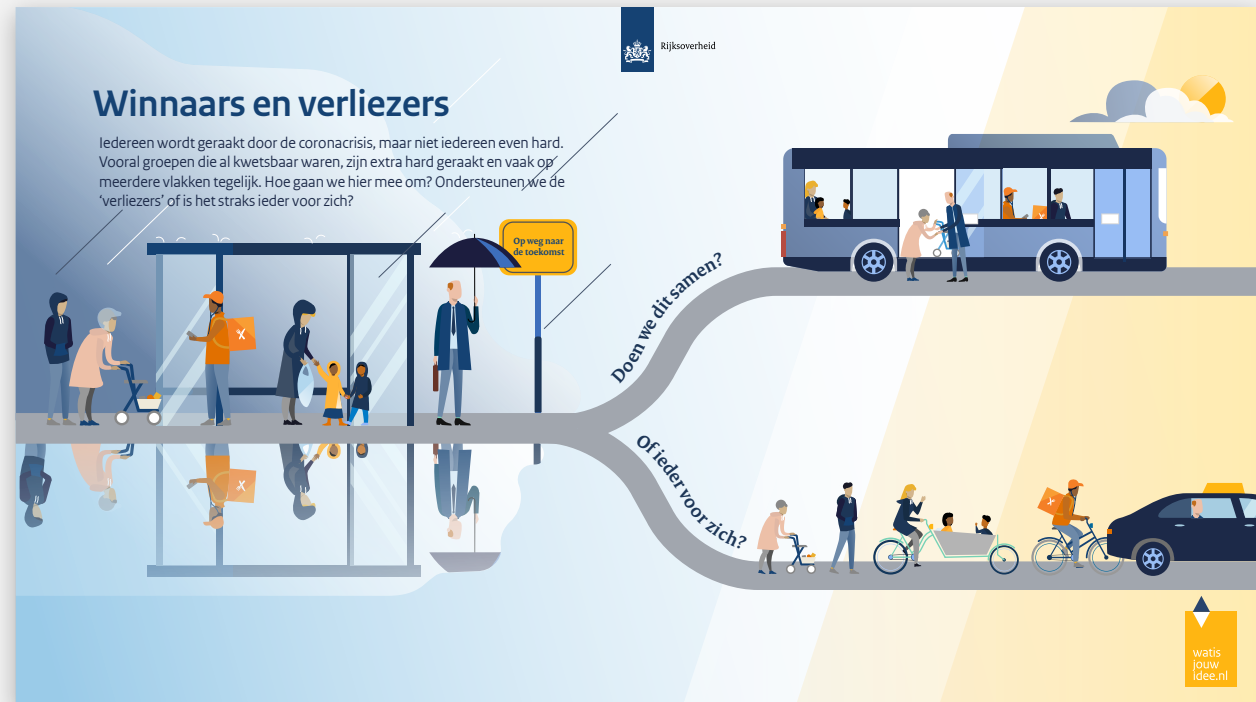 Rijksoverheid
Winnaars en verliezers
Iedereen wordt geraakt door de coronacrisis, maar niet iedereen even hard.
Vooral groepen die al kwetsbaar waren, zijn extra hard geraakt en vaak op
meerdere vlakken tegelijk. Hoe gaan we hier mee om? Ondersteunen we de
‘verliezers’ of is het straks ieder voor zich?
Op weg naar
de toekomst
Doen we dit samen?
Of ieder voor zich?
watis
jouw
idee.nl